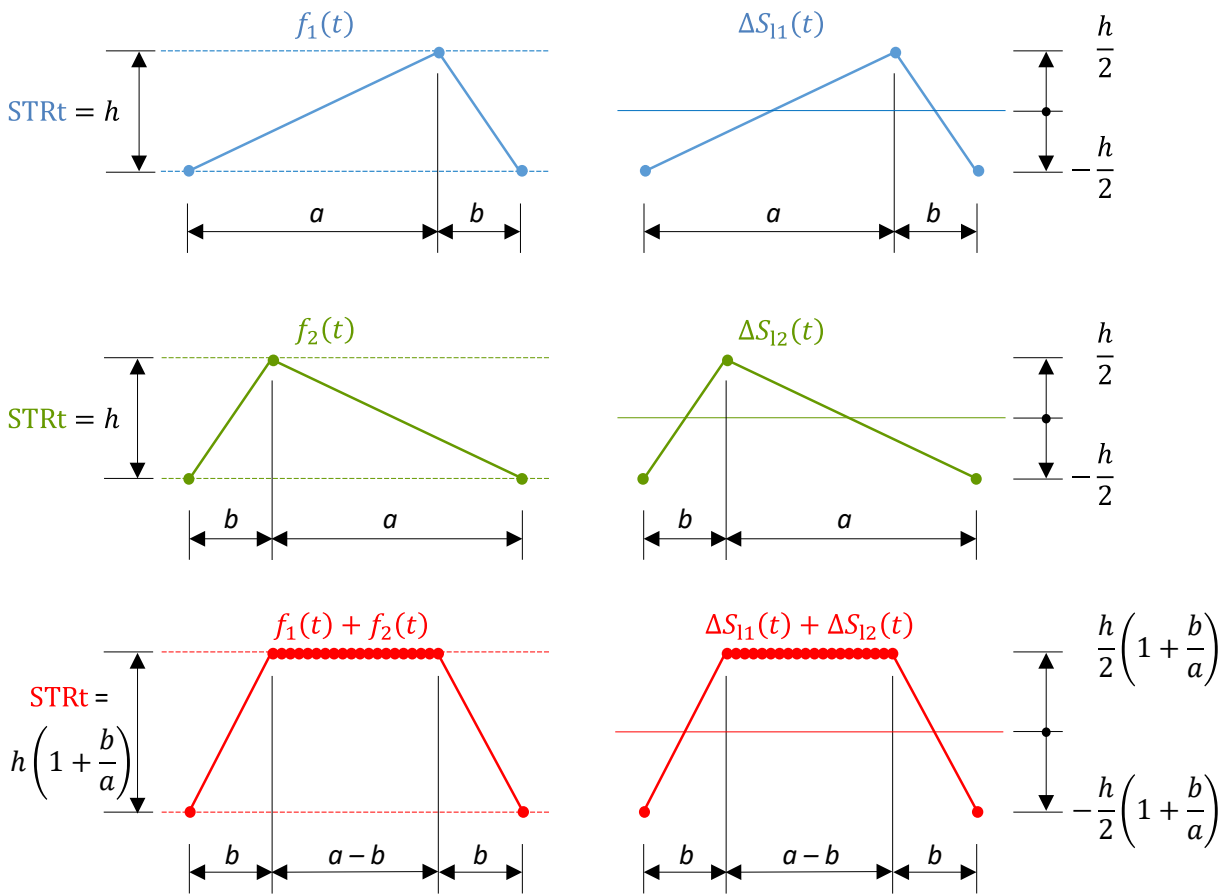 f₁(t)
ΔS_l1(t)
h/2
STRt = h
−h/2
a
b
a
b
f₂(t)
ΔS_l2(t)
h/2
STRt = h
−h/2
b
a
b
a
f₁(t) + f₂(t)
ΔS_l1(t) + ΔS_l2(t)
h/2(1 + b/a)
STRt =
h(1 + b/a)
−h/2(1 + b/a)
b
a – b
b
b
a – b
b